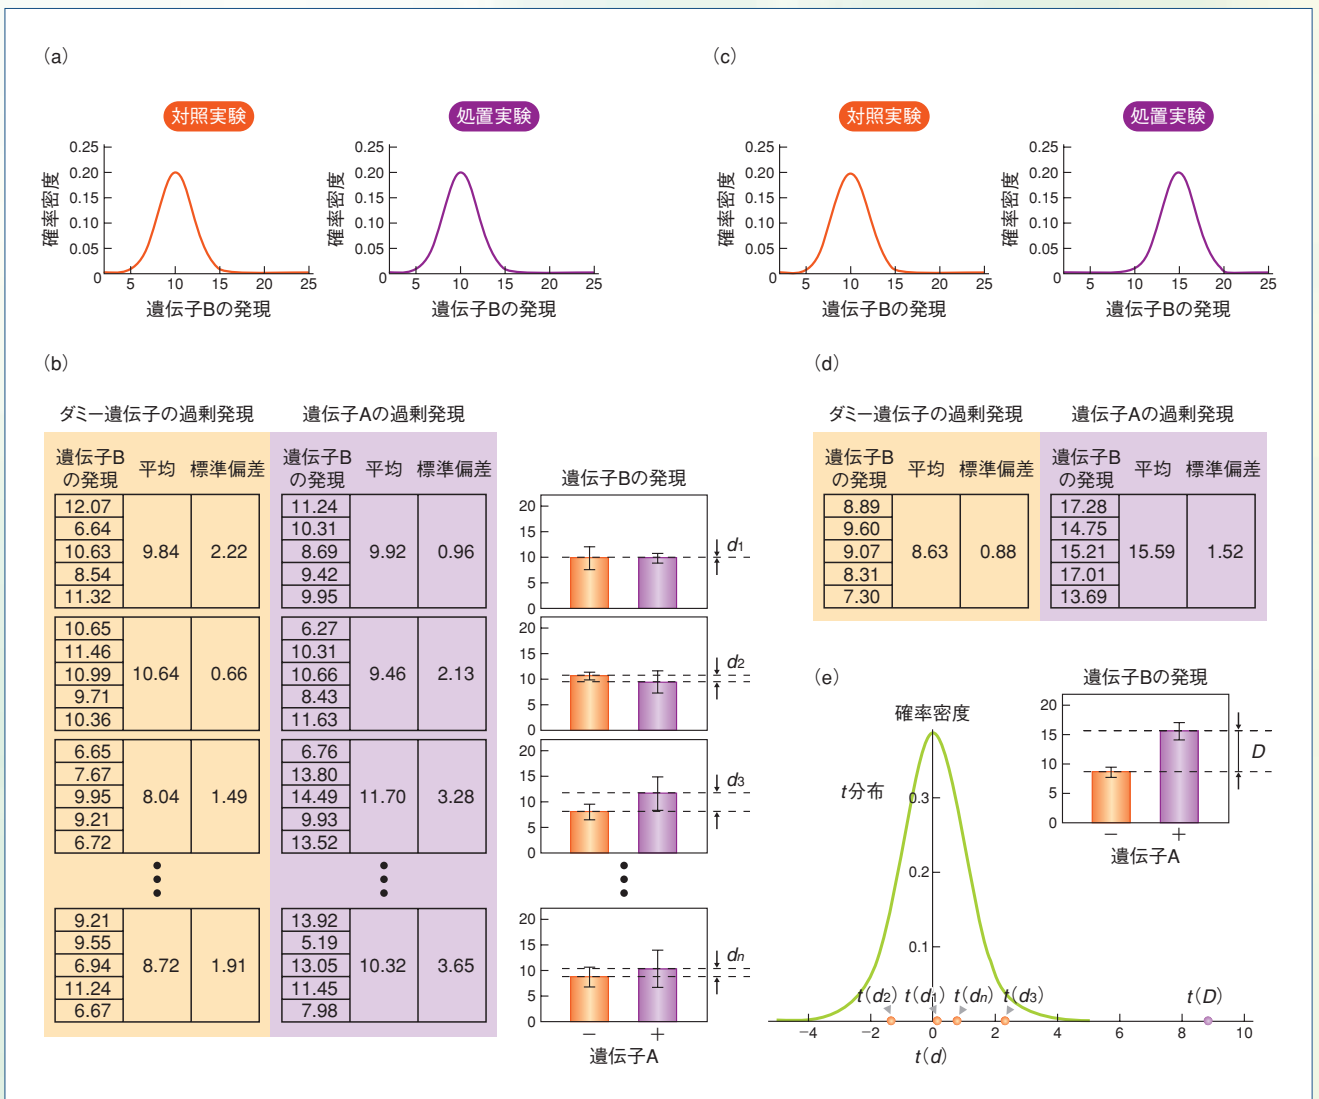 (a)
対照実験
処置実験
確率密度
0.25
0.20
0.15
0.10
0.05
0
5 10 15 20 25
遺伝子Bの発現
確率密度
0.25
0.20
0.15
0.10
0.05
0
5 10 15 20 25
遺伝子Bの発現
(c)
対照実験
処置実験
確率密度
0.25
0.20
0.15
0.10
0.05
0
5 10 15 20 25
遺伝子Bの発現
確率密度
0.25
0.20
0.15
0.10
0.05
0
5 10 15 20 25
遺伝子Bの発現
(b)
ダミー遺伝子の過剰発現
遺伝子B
の発現 平均 標準偏差
12.07
6.64
10.63 9.84 2.22
8.54
11.32
10.65
11.46
10.99 10.64 0.66
9.71
10.36
6.65
7.67
9.95 8.04 1.49
9.21
6.72
9.21
9.55
6.94 8.72 1.91
11.24
6.67
遺伝子Aの過剰発現
遺伝子B
の発現 平均 標準偏差
11.24
10.31
8.69 9.92 0.96
9.42
9.95
6.27
10.31
10.66 9.46 2.13
8.43
11.63
6.76
13.80
14.49 11.70 3.28
9.93
13.52
13.92
5.19
13.05 10.32 3.65
11.45
7.98
遺伝子Bの発現
20
15
10
5
0
d1
20
15
10
5
0
d2
20
15
10
5
0
d3
20
15
10
5
0
dn
− +
遺伝子A
(d)
ダミー遺伝子の過剰発現
遺伝子B
の発現 平均 標準偏差
8.89
9.60
9.07 8.63 0.88
8.31
7.30
遺伝子Aの過剰発現
遺伝子B
の発現 平均 標準偏差
17.28
14.75
15.21 15.59 1.52
17.01
13.69
(e)
確率密度
t分布
0.3
0.2
0.1
t(d2) t(d1) t(dn) t(d3) t(D)
−4 −2 0 2 4 6 8 10
t(d)
遺伝子Bの発現
20
15
10
5
0
D
− +
遺伝子A